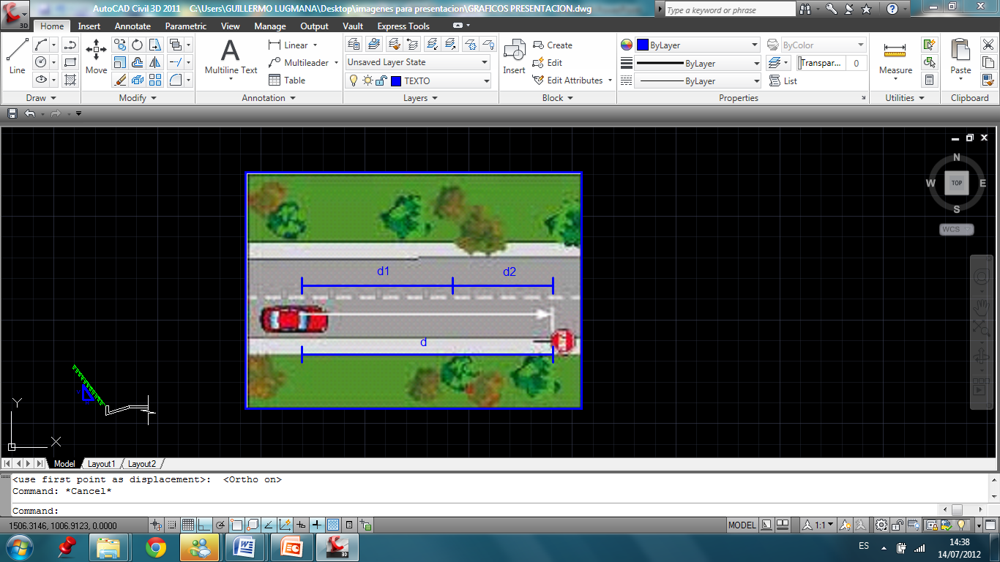 AutoCAD Civil 3D 2011 C:\Users\GUILLERMO LUGMANA\Desktop\imagenes para presentacion\GRAFICOS PRESENTACION.dwg
Type a keyword or phrase
3D
Home Insert Annotate Parametric View Manage Output Vault Express Tools
Line
Move
A
Multiline Text
Linear
Multileader
Table
Unsaved Layer State
TEXTO
Insert
Create
Edit
Edit Attributes
ByLayer
ByLayer
ByLayer
ByColor
Transpar... 0
List
Measure
Paste
Draw Modify Annotation Layers Block Properties Utilities Clipboard
N
W TOP E
S
WCS
d1 d2
d
Y
X
Model Layout1 Layout2
<use first point as displacement>: <Ortho on>
Command: *Cancel*
Command:
1506.3146, 1006.9123, 0.0000
MODEL
1:1
ES
14:38
14/07/2012
3D